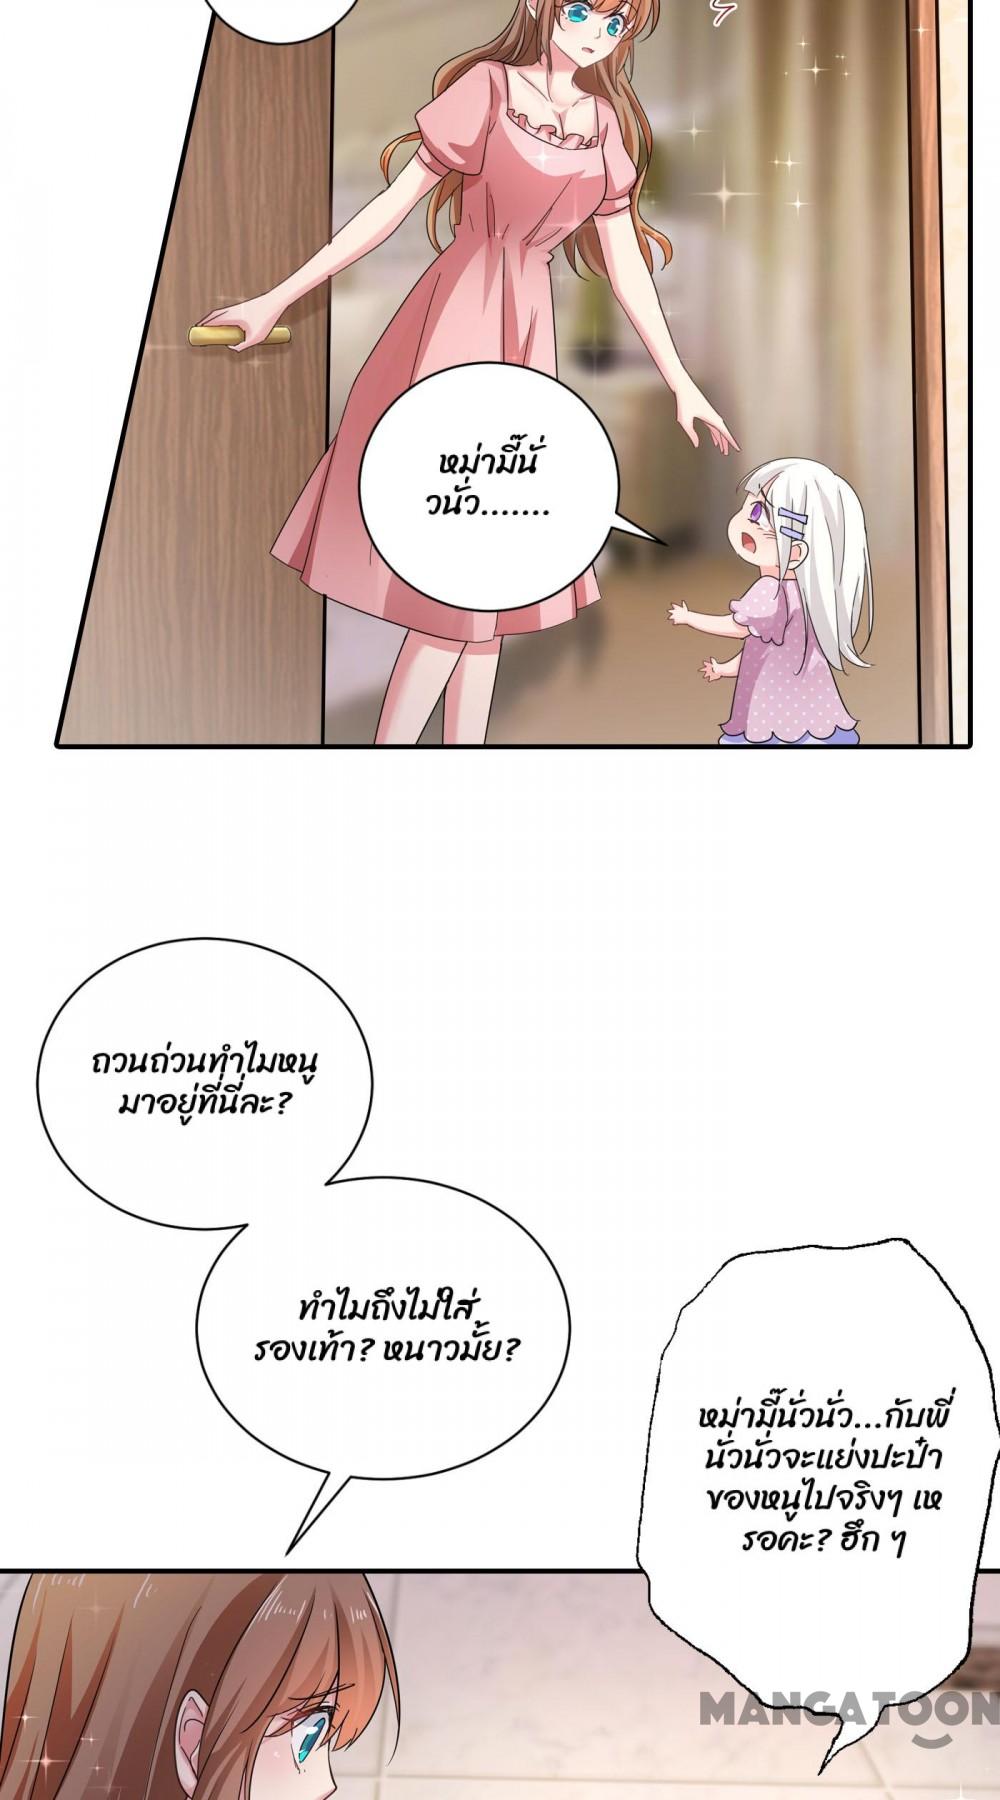 หม่ามี๊นั่
วนั่ว.......
ถวนถ่วนทำไมหนู
มาอยู่ที่นี่ละ?
ทำไมถึงไม่ใส่
รองเท้า? หนาวมั้ย?
หม่ามี๊นั่วนั่ว...กับพี่
นั่วนั่วจะแย่งปะป๋า
ของหนูไปจริงๆ เห
รอคะ? ฮึก ๆ
MANGATOON